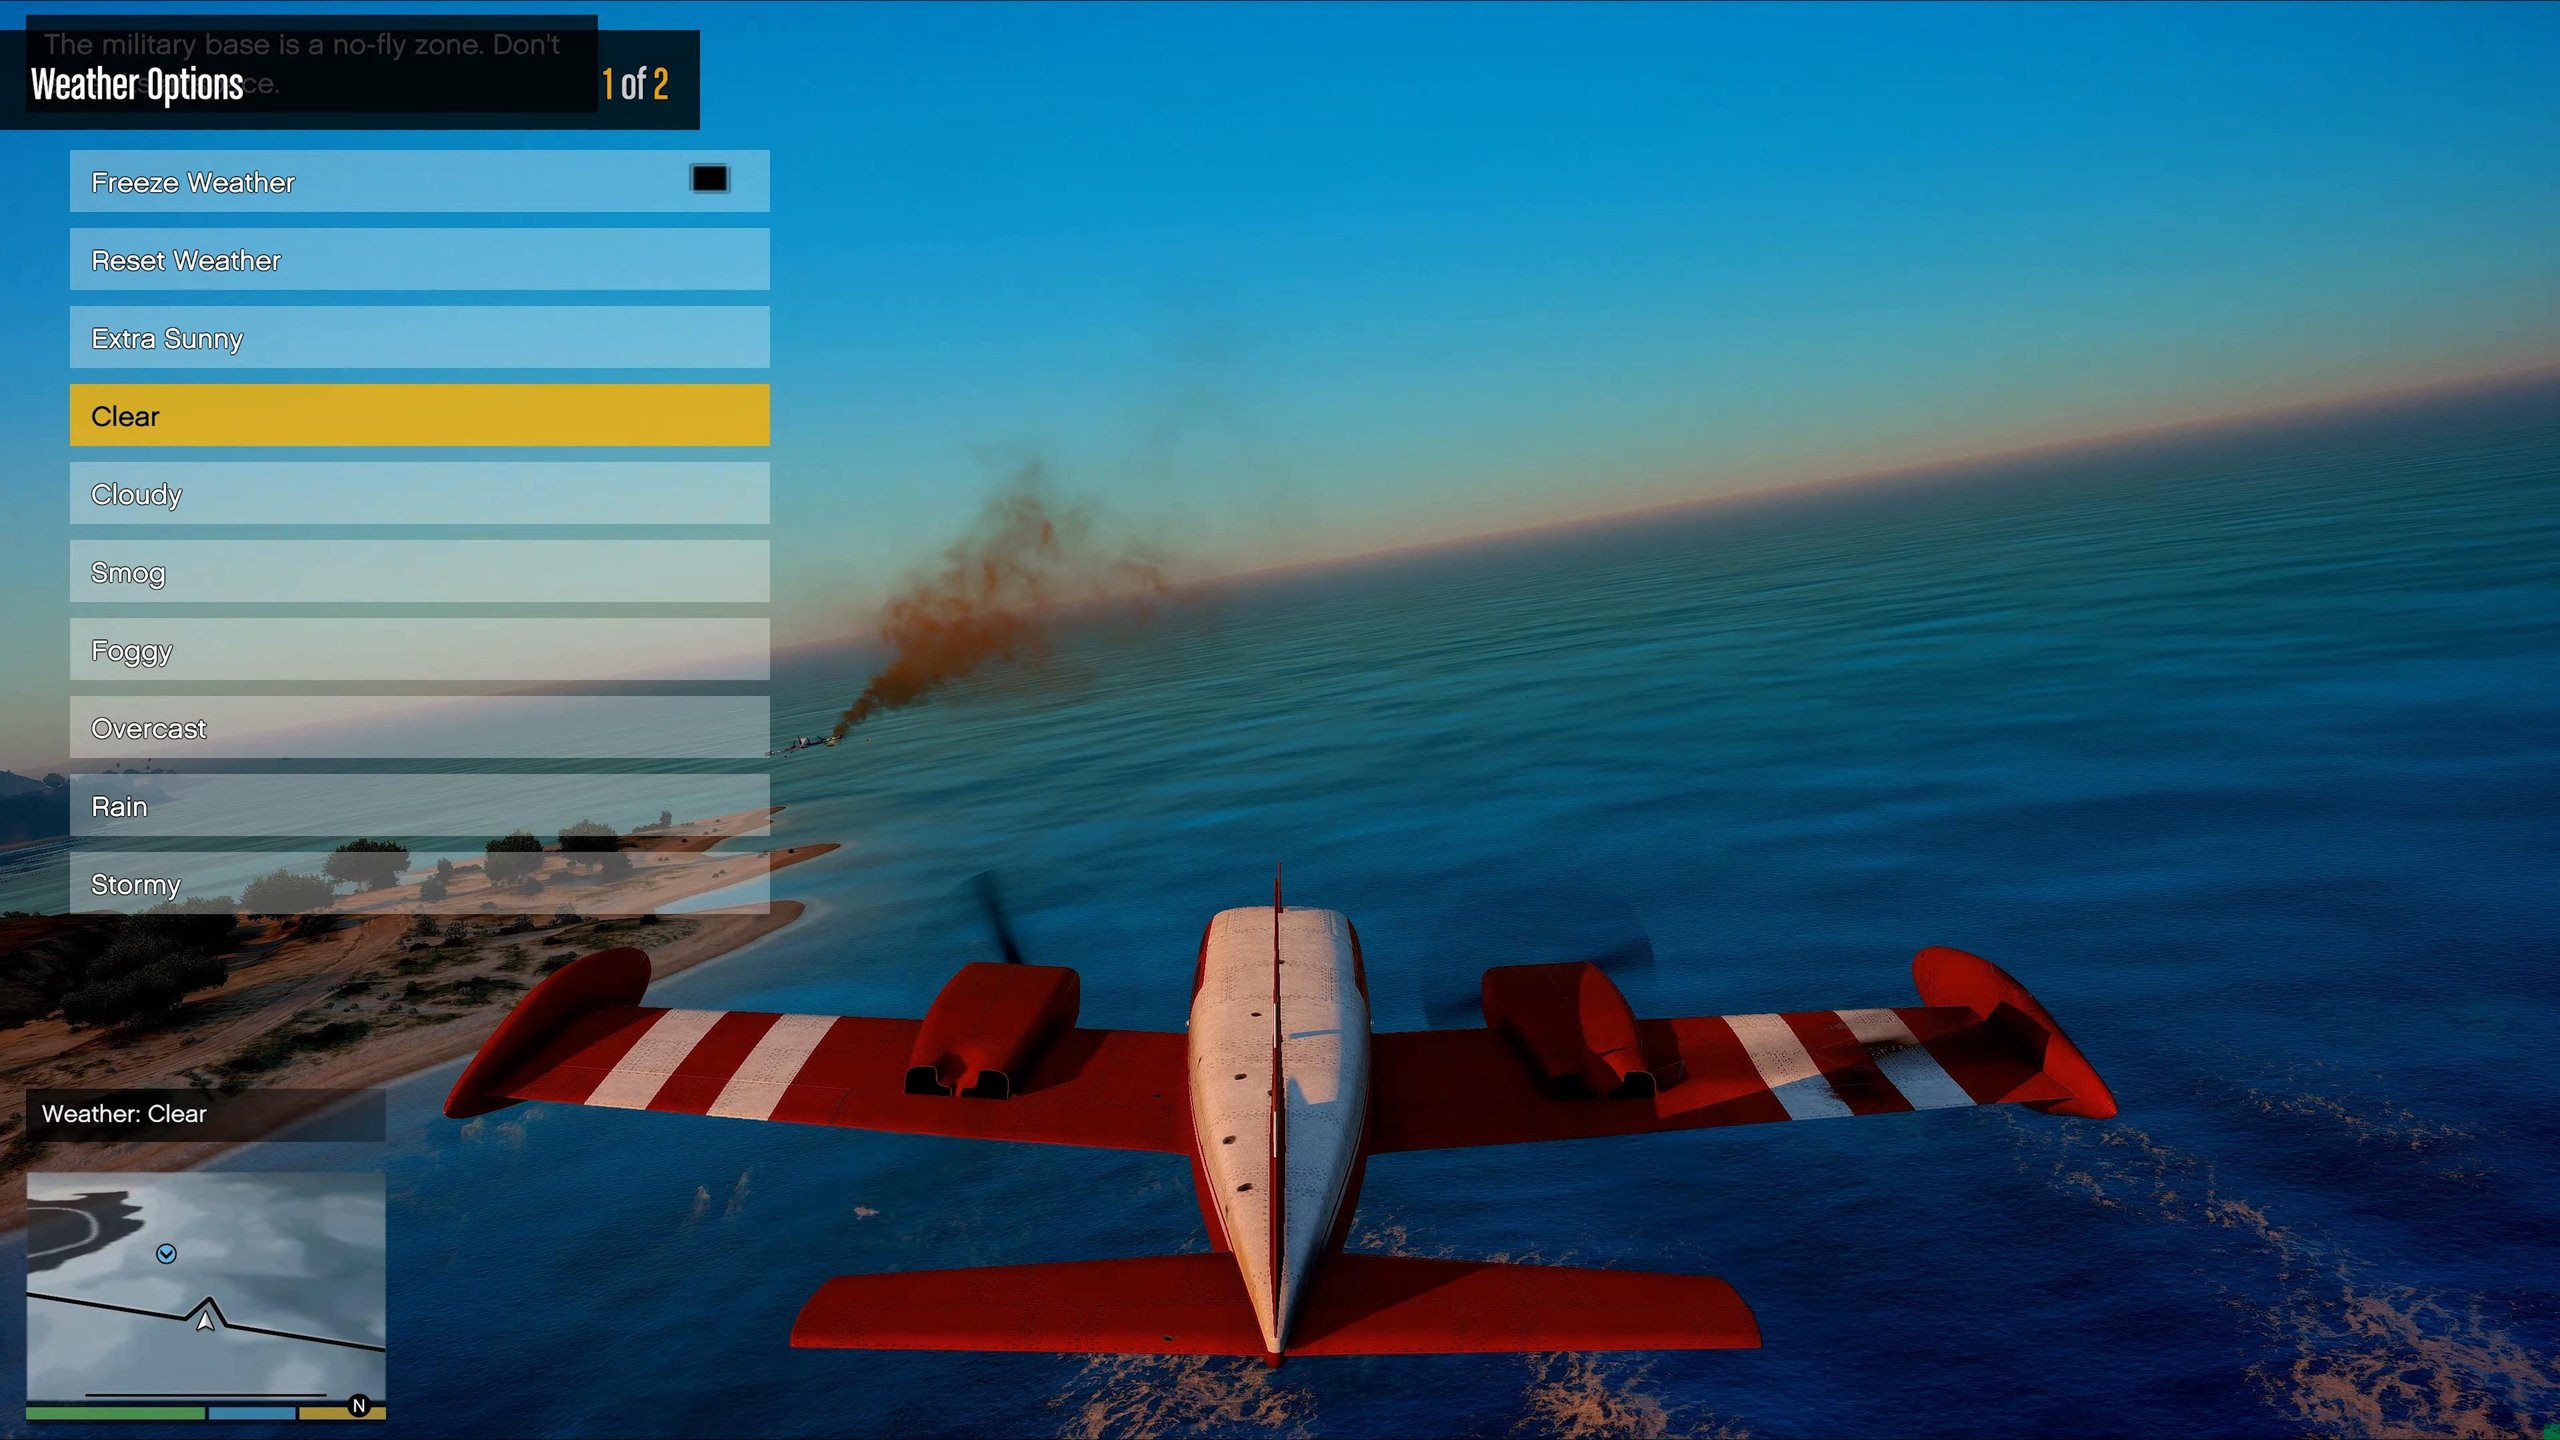 The military base is a no-fly zone. Don't
ce.
Weather Options
1 of 2
Freeze Weather
Reset Weather
Extra Sunny
Clear
Cloudy
Smog
Foggy
Overcast
Rain
Stormy
Weather: Clear
N